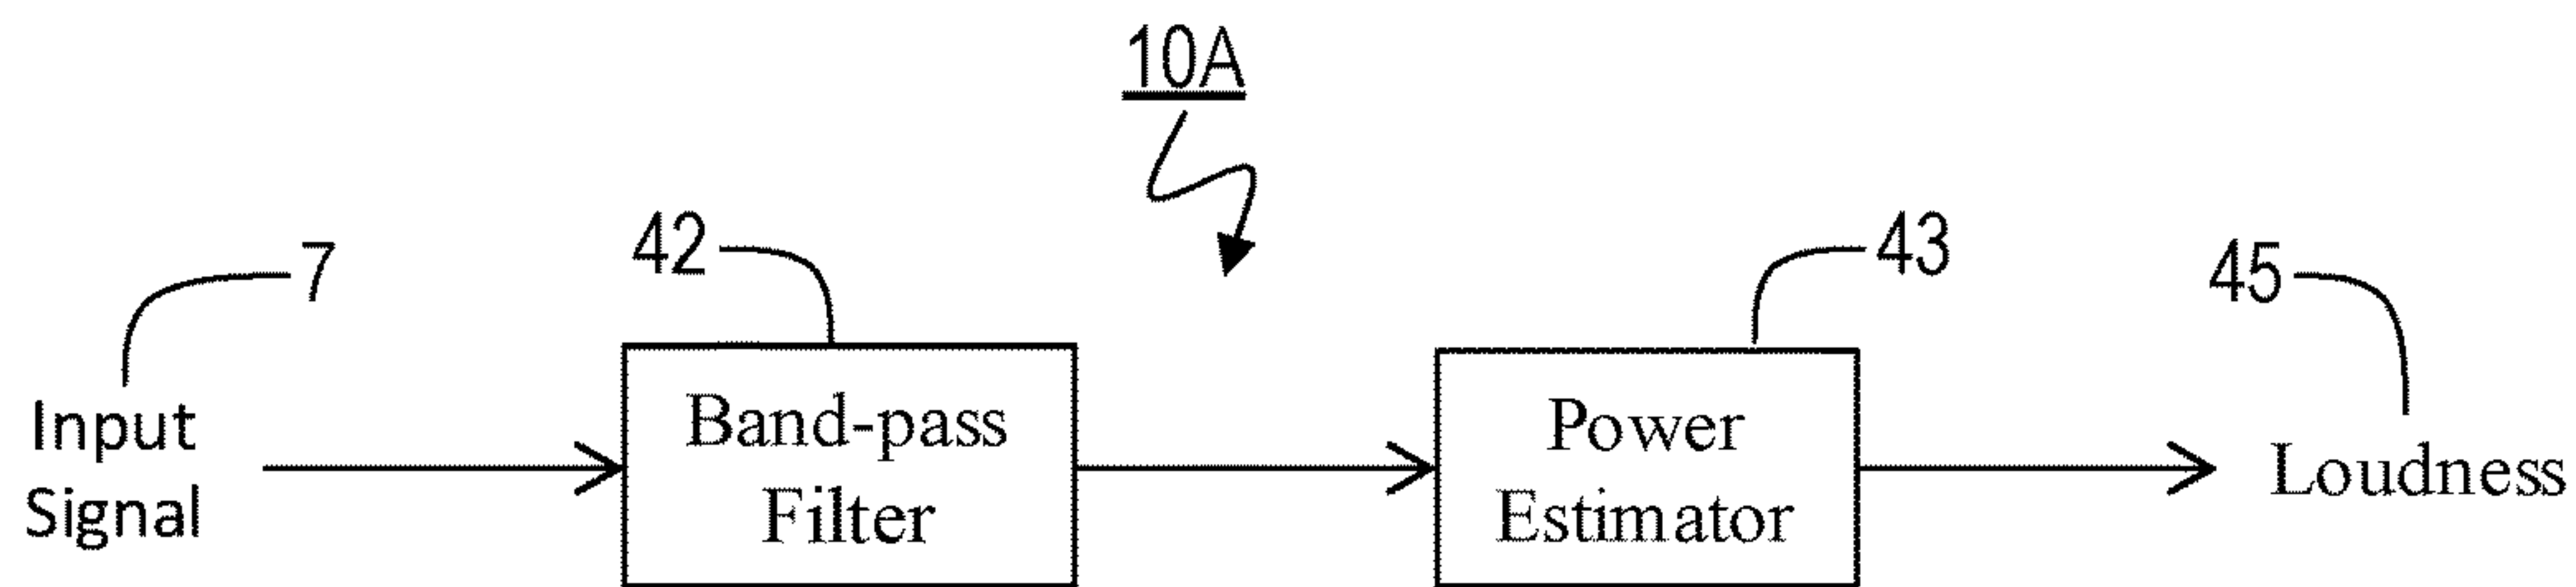 10A
7
42
43
45
Input
Signal
Band-pass
Filter
Power
Estimator
Loudness